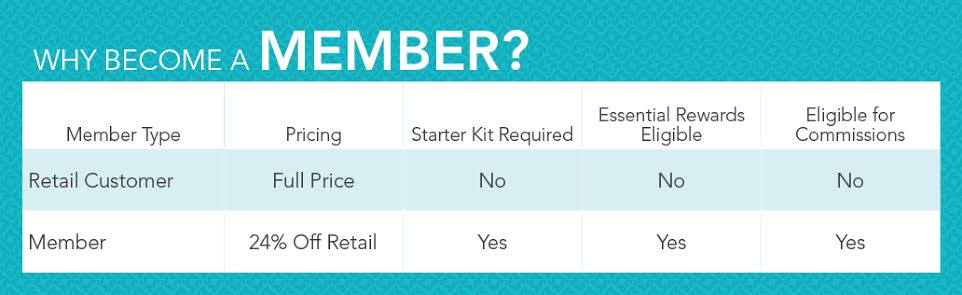 WHY BECOME A MEMBER?
Member Type Pricing Starter Kit Required Essential Rewards Eligible Eligible for Commissions
Retail Customer Full Price No No No
Member 24% Off Retail Yes Yes Yes